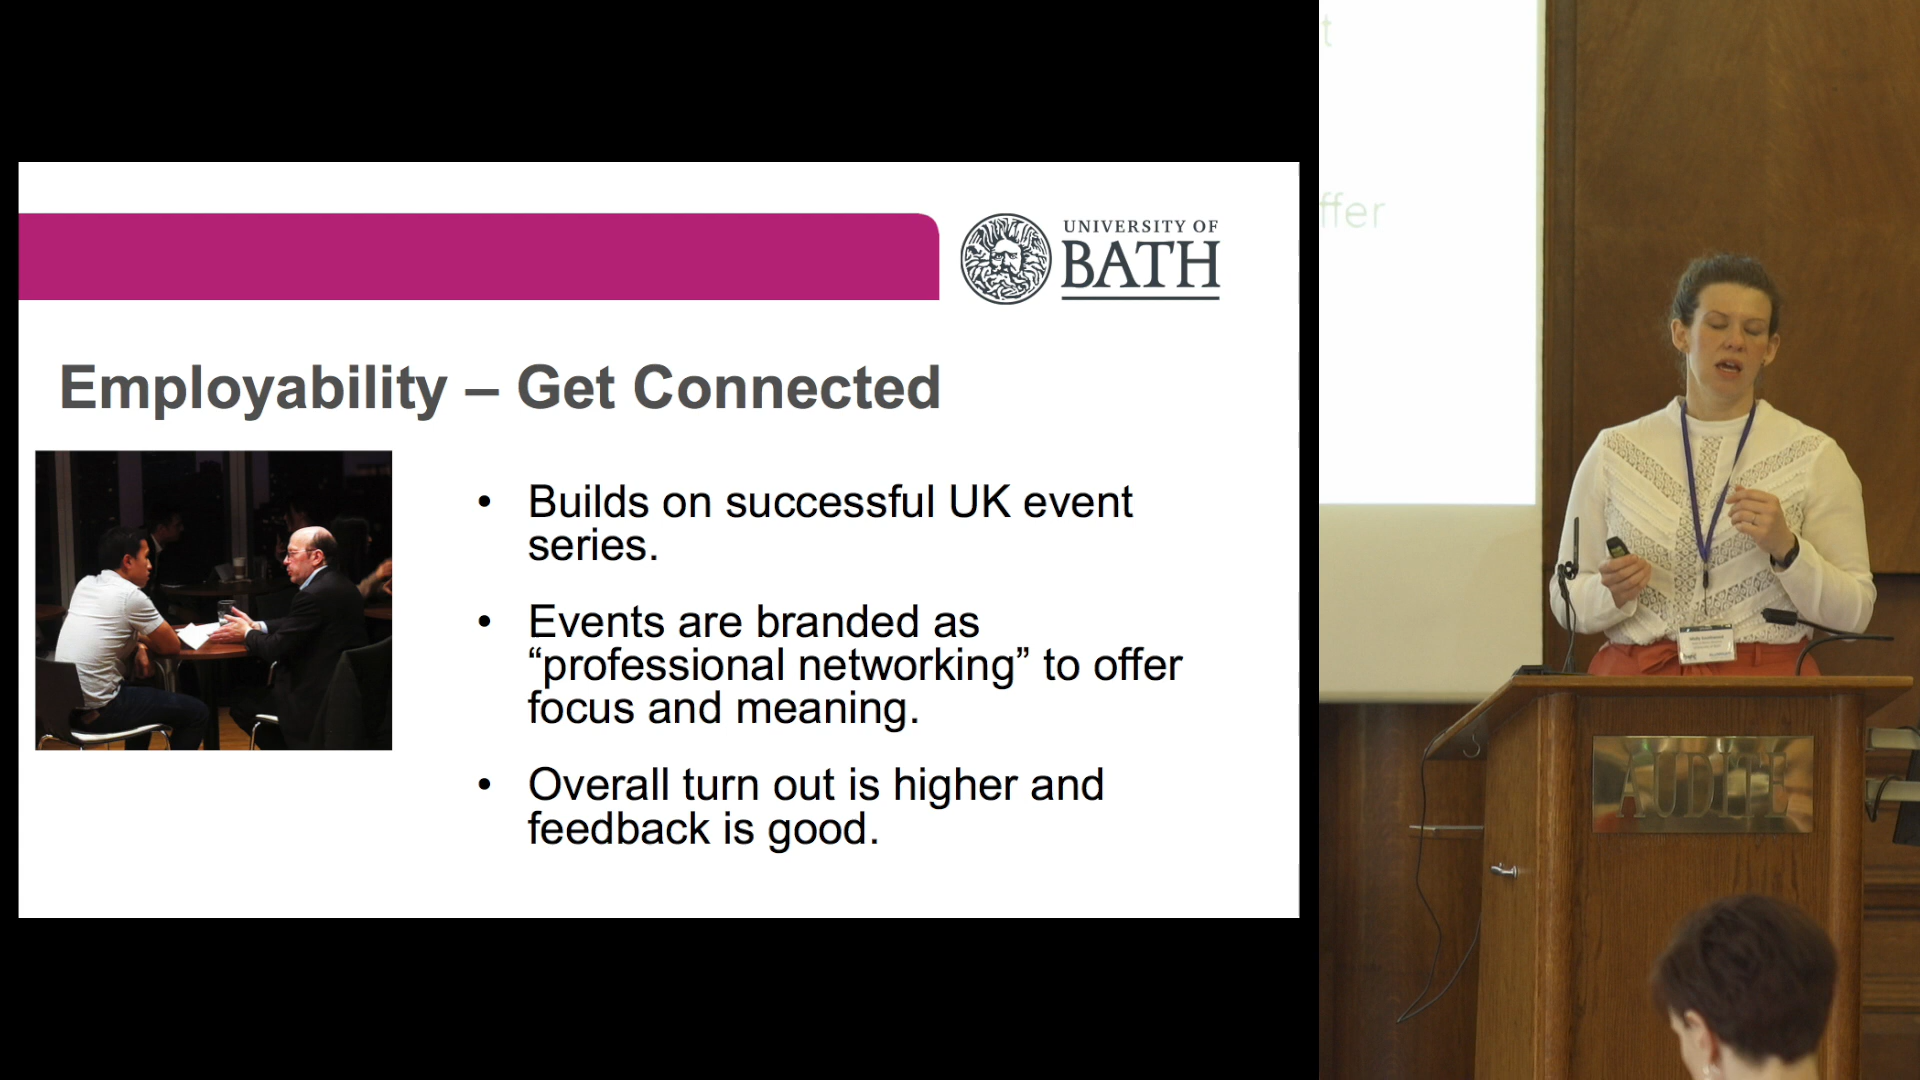 UNIVERSITY OF
BATH
Employability – Get Connected
• Builds on successful UK event
series.
• Events are branded as
“professional networking” to offer
focus and meaning.
• Overall turn out is higher and
feedback is good.
t
ffer
AUDITE